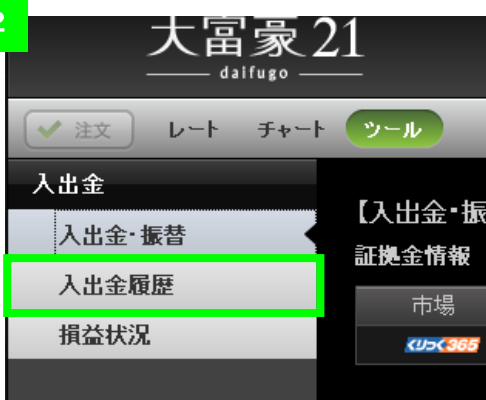 2
大富豪21
daifugo
注文 レート チャート ツール
入出金
入出金・振替
【入出金・振
入出金履歴
証拠金情報
損益状況
市場
くりっく365